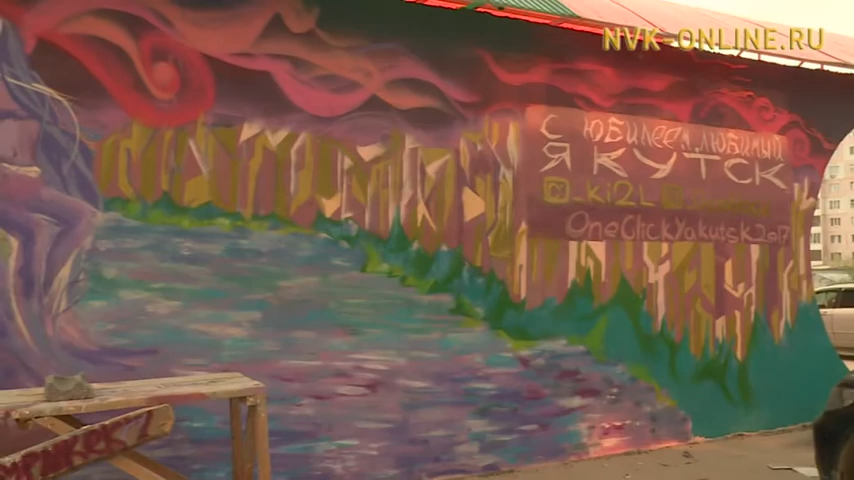 NVK-ONLINE.RU
С ЮБИЛЕЕМ, ЛЮБИМЫЙ
ЯКУТСК
_Ki2L
OneClickYakutsk2017